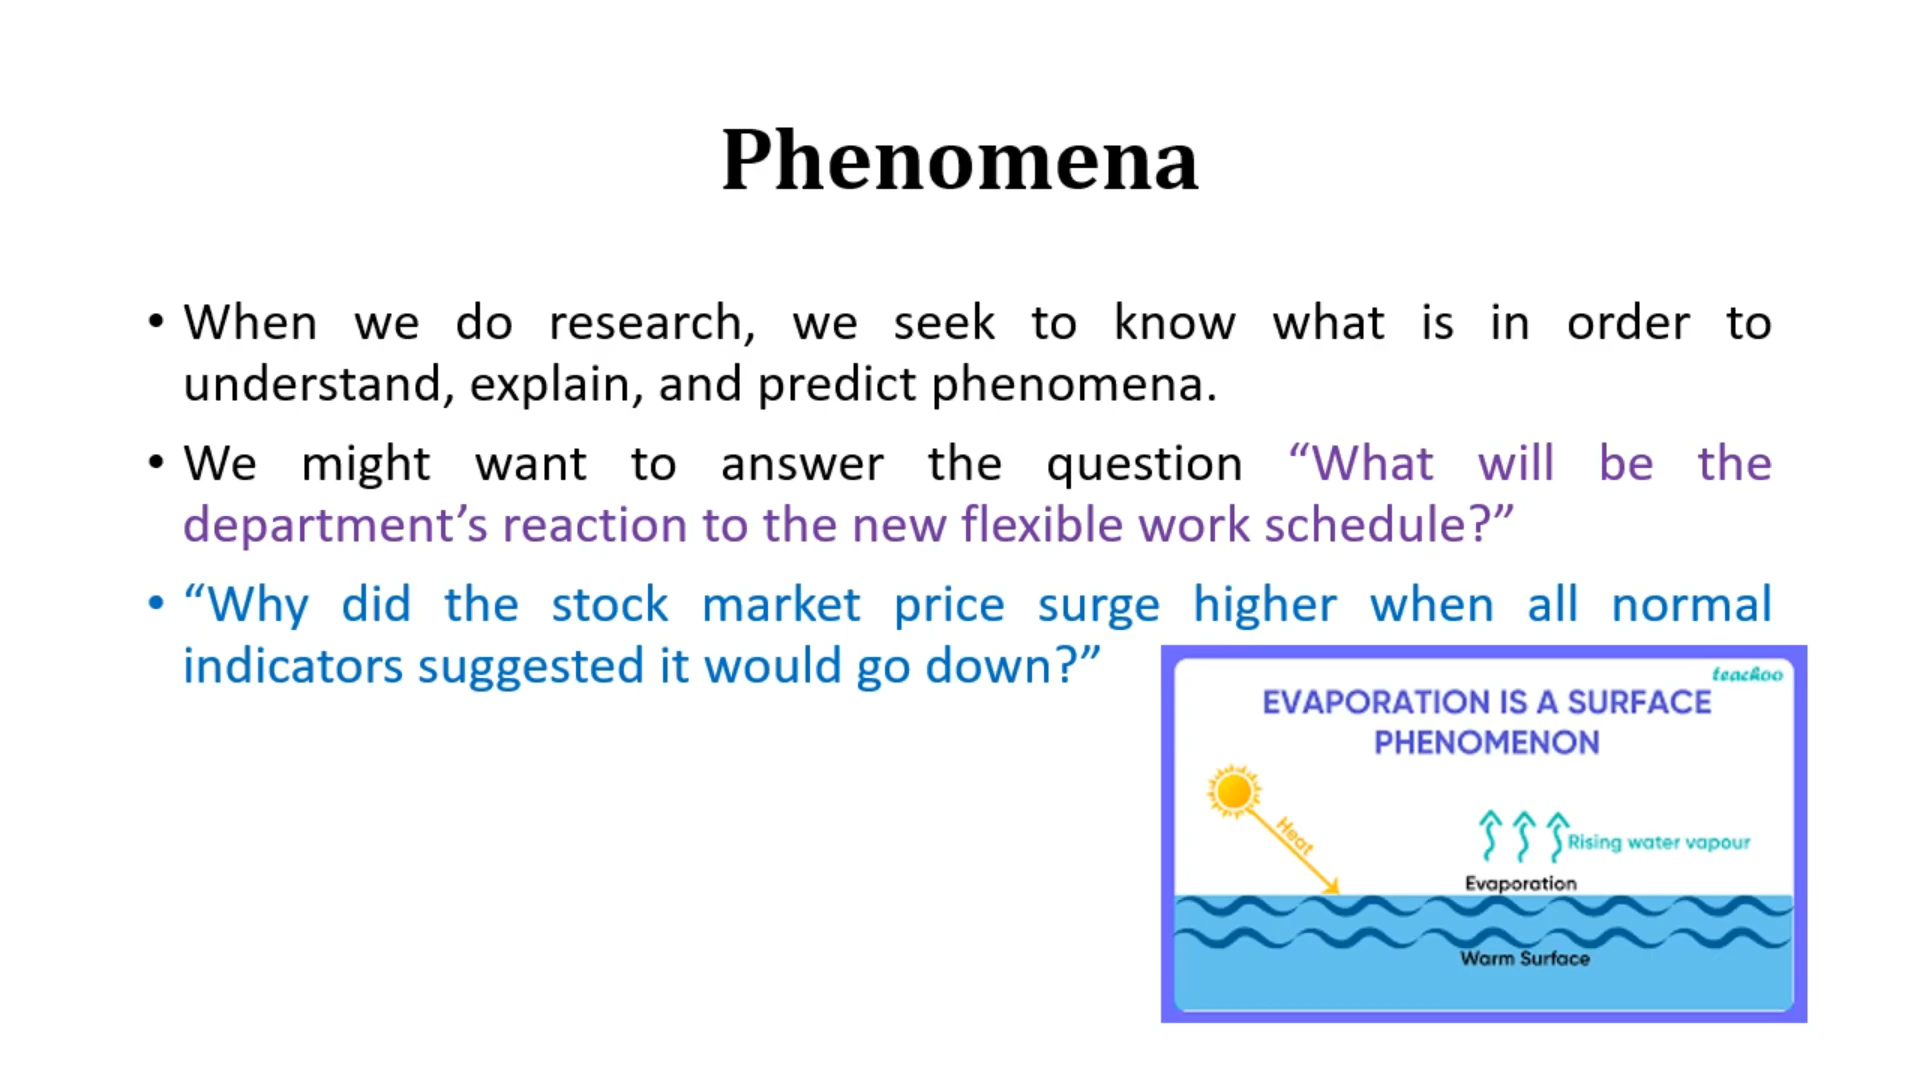 Phenomena
• When we do research, we seek to know what is in order to
understand, explain, and predict phenomena.
• We might want to answer the question “What will be the
department’s reaction to the new flexible work schedule?”
• “Why did the stock market price surge higher when all normal
indicators suggested it would go down?”
teachoo
EVAPORATION IS A SURFACE
PHENOMENON
Heat
Rising water vapour
Evaporation
Warm Surface